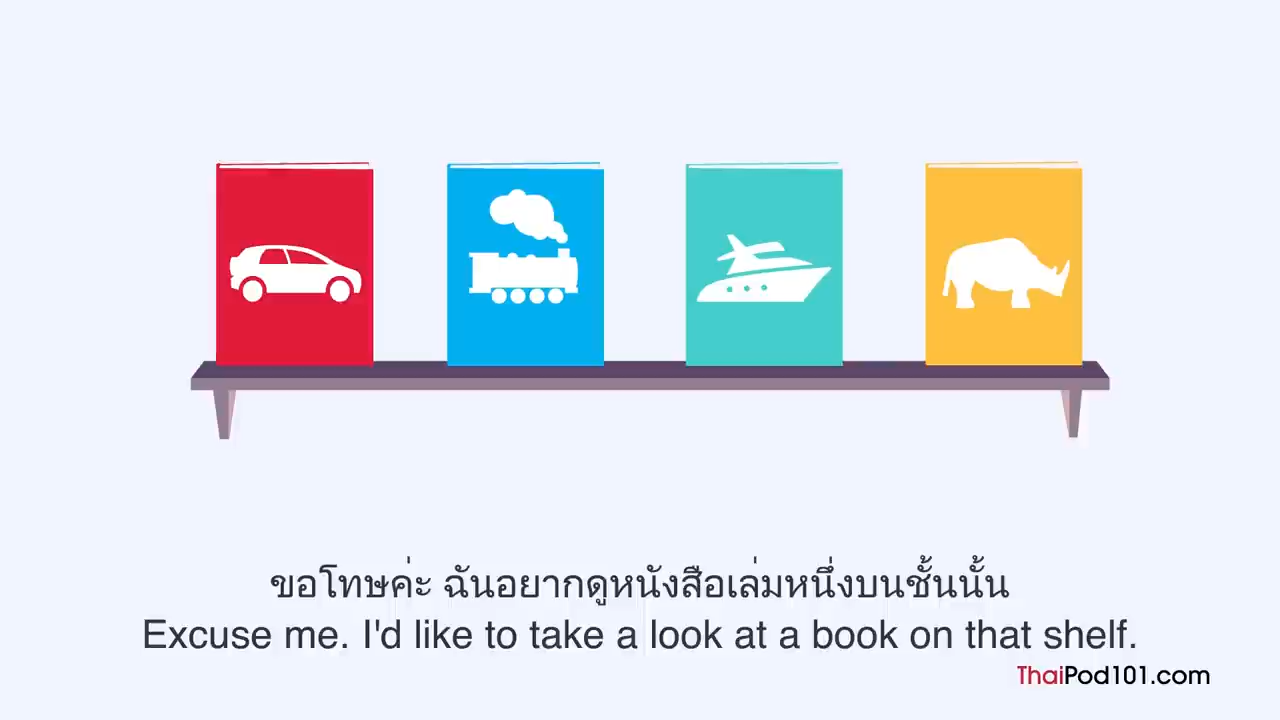 ขอโทษค่ะ ฉันอยากดูหนังสือเล่มหนึ่งบนชั้นนั้น
Excuse me. I'd like to take a look at a book on that shelf.
ThaiPod101.com